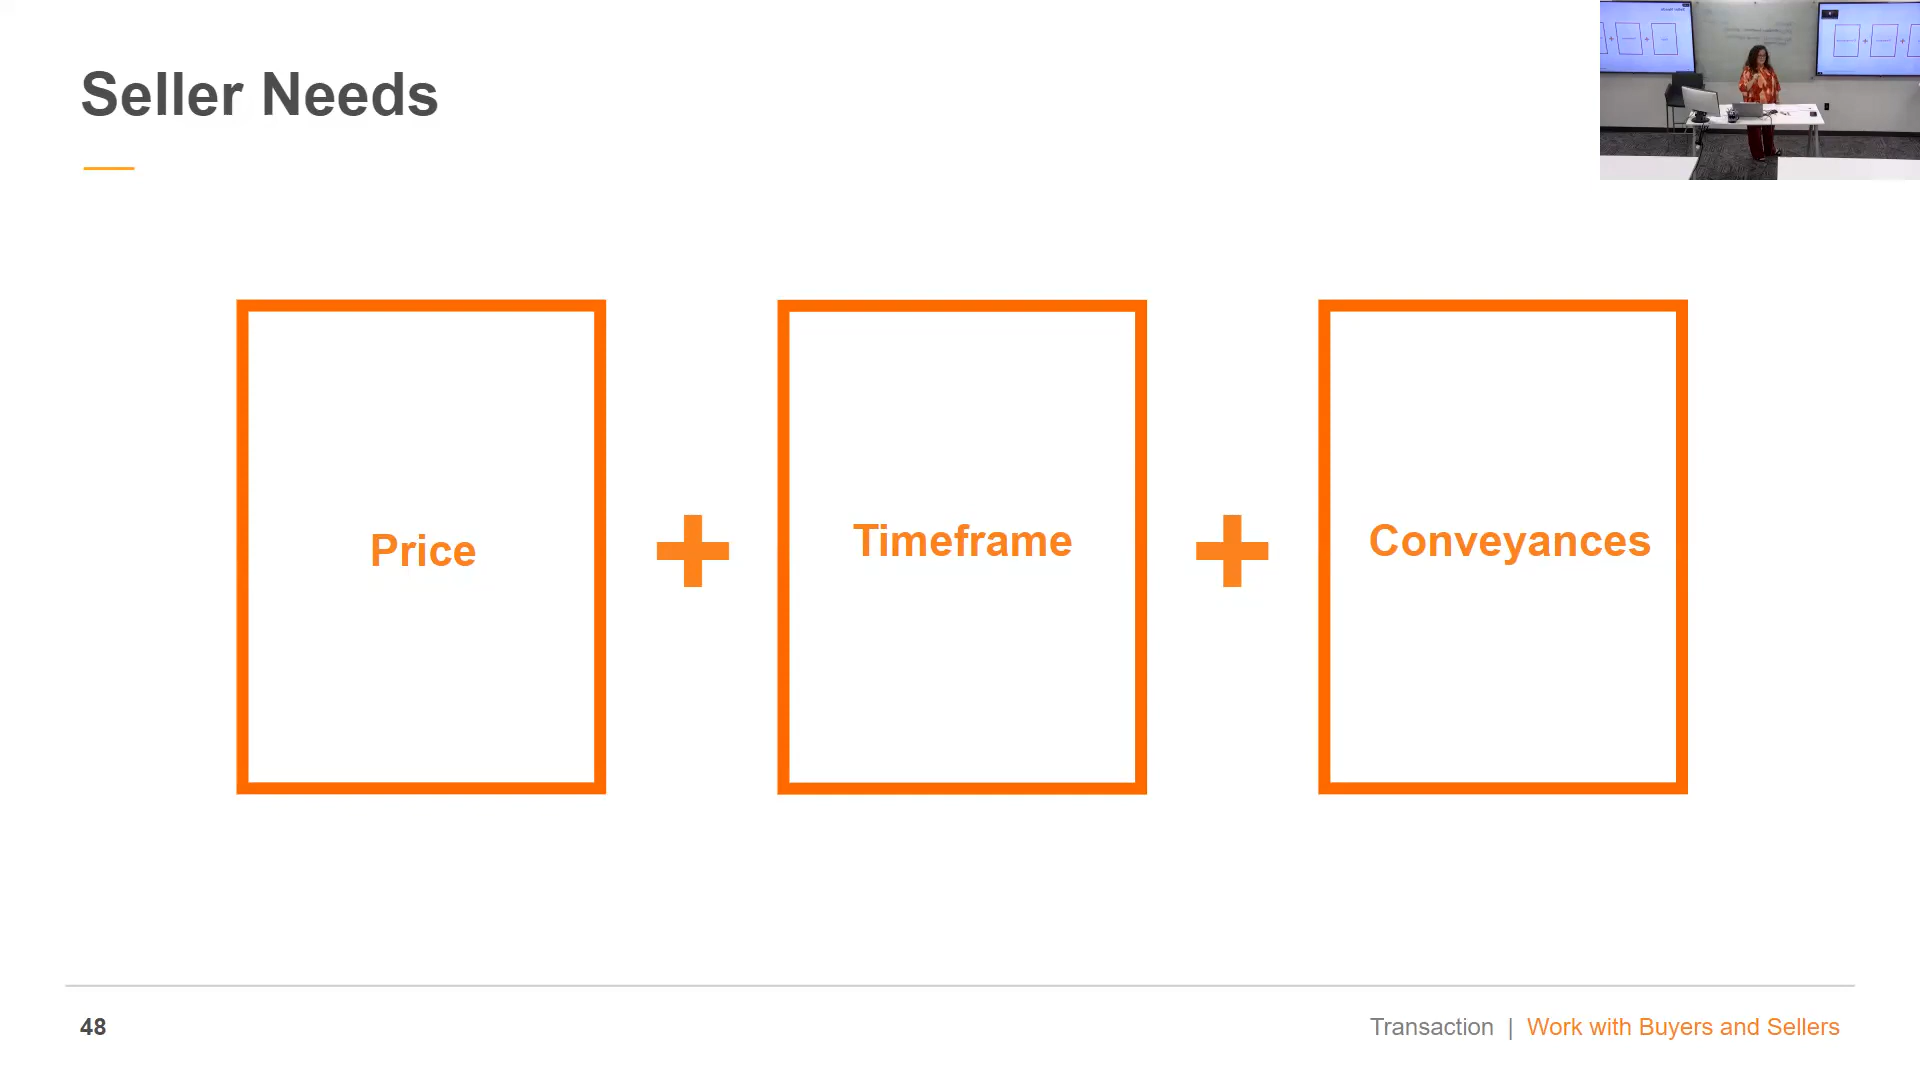 Seller Needs
Price + Timeframe + Conveyances
48
Transaction | Work with Buyers and Sellers